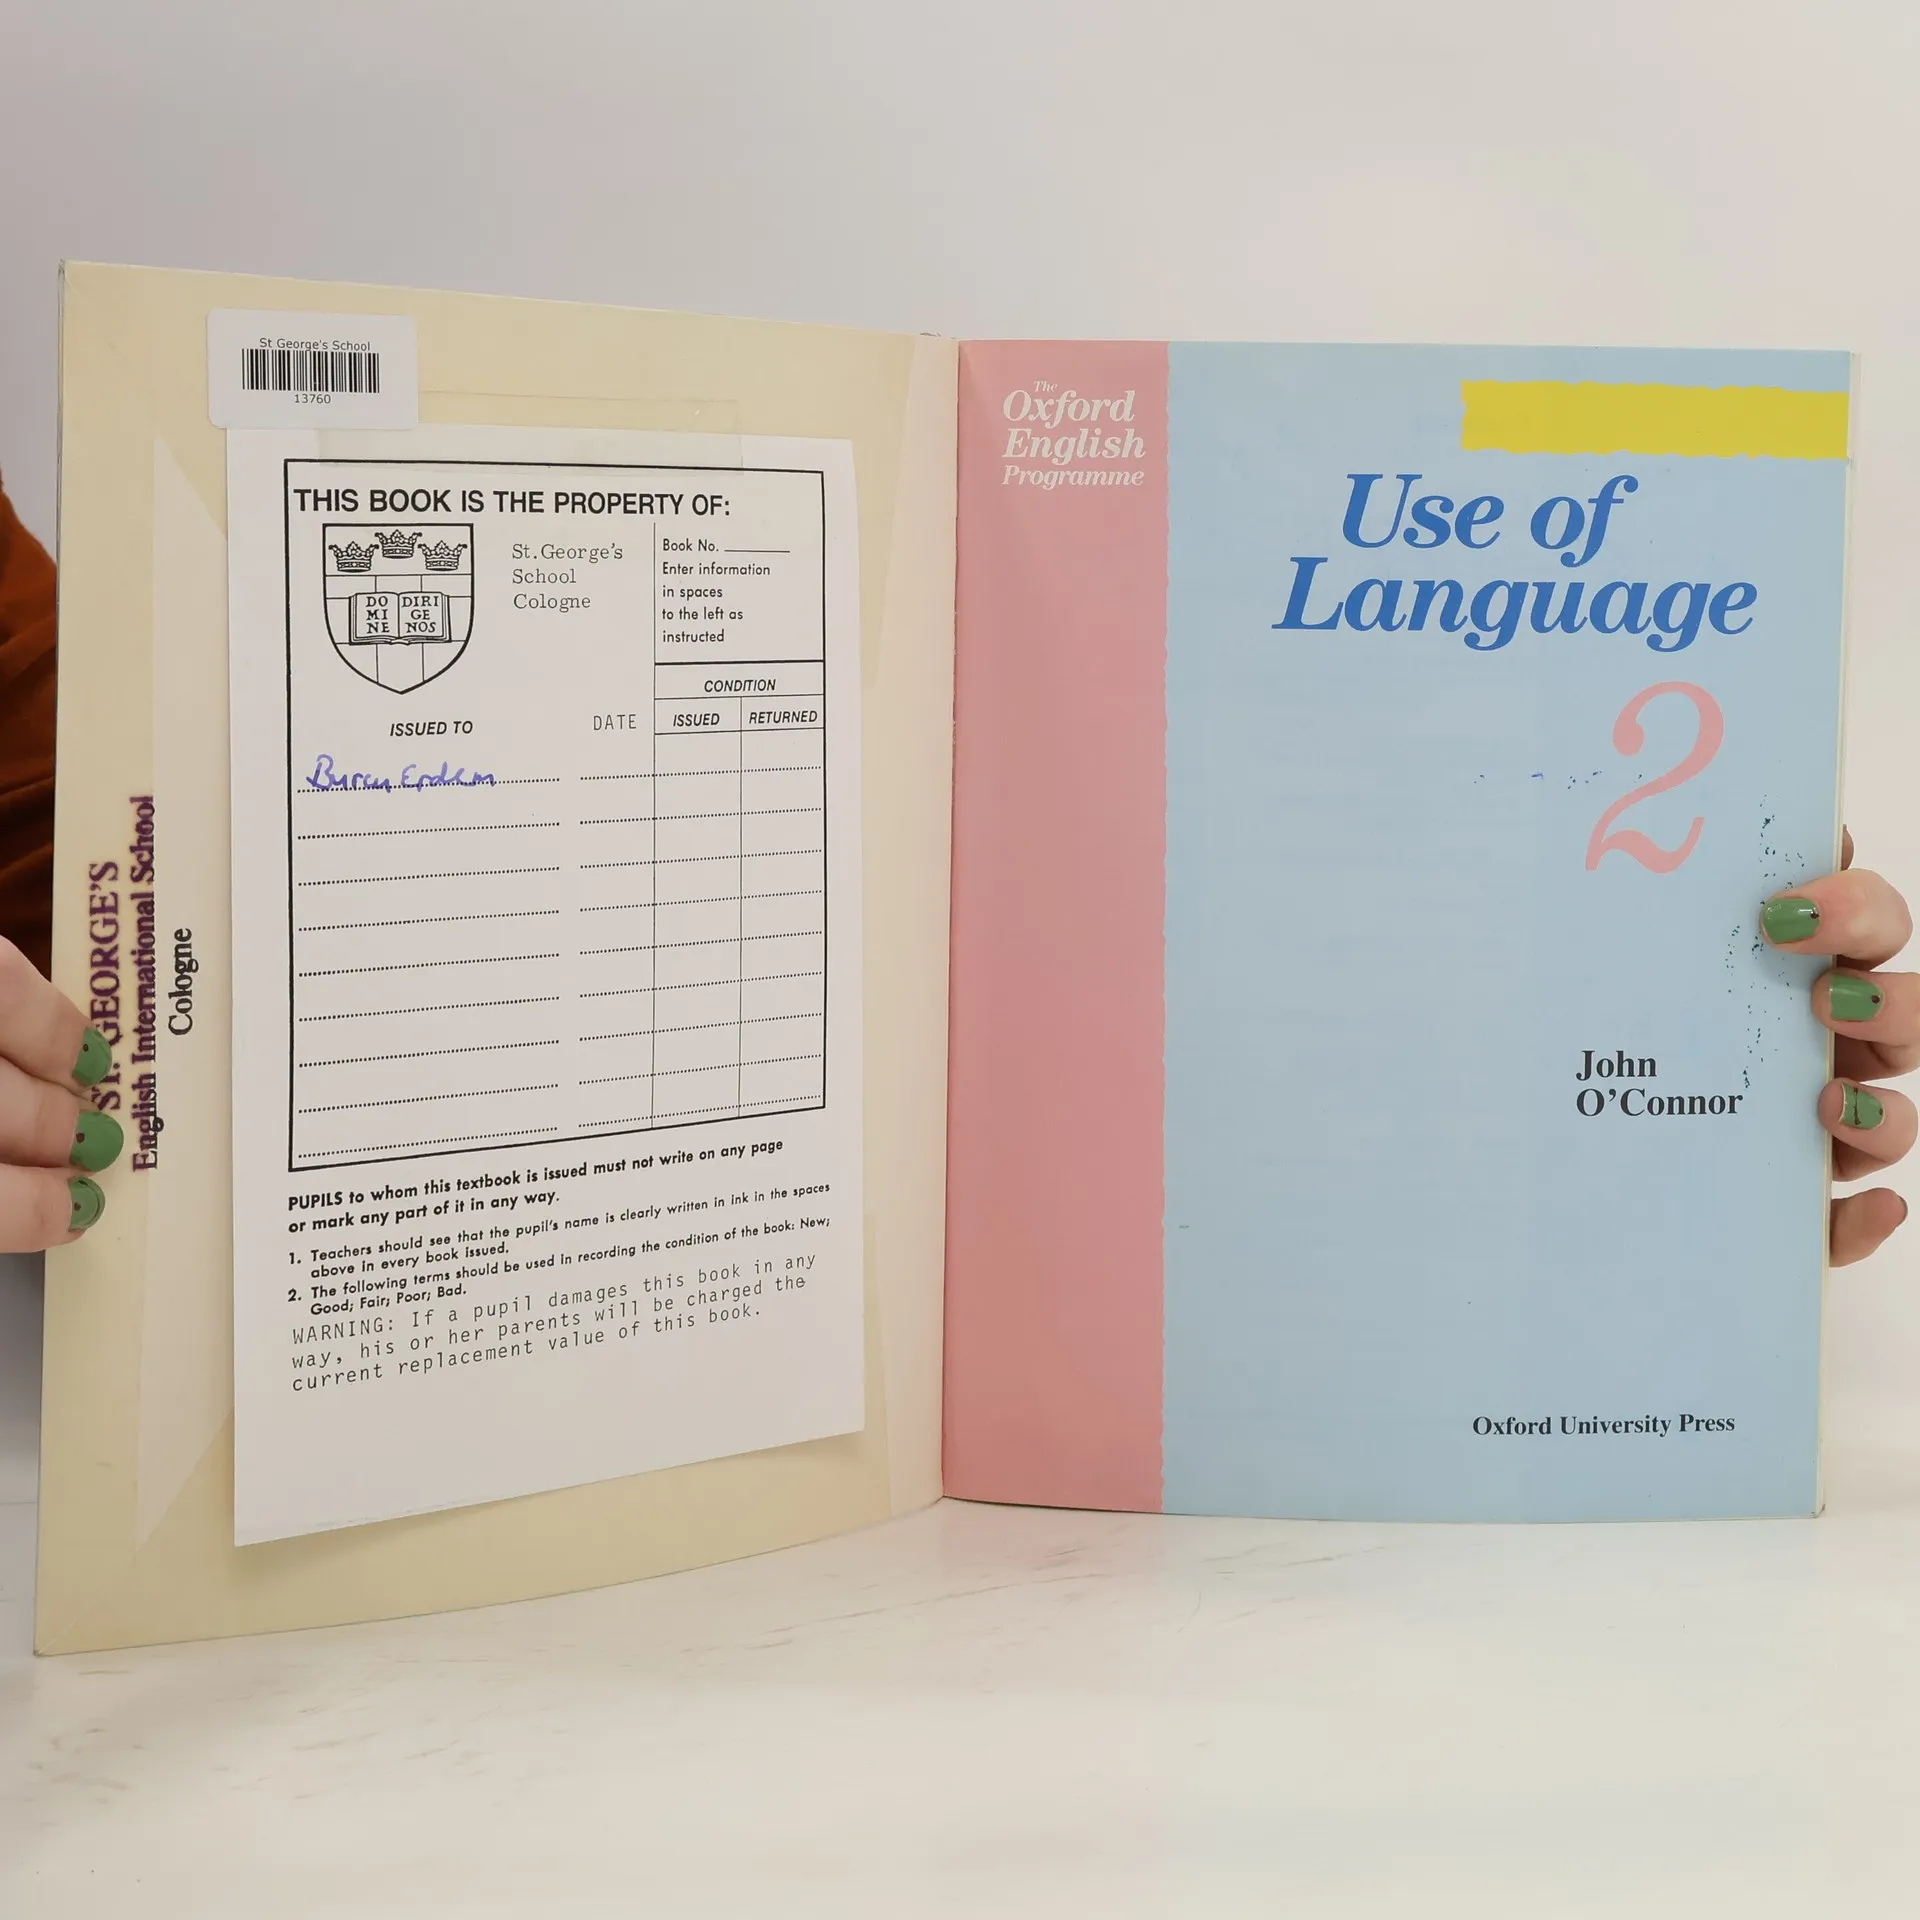 St George's School
13760
THIS BOOK IS THE PROPERTY OF:
DO
MI
NE
DIRI
GE
NOS
St.George's
School
Cologne
Book No.
Enter information
in spaces
to the left as
instructed
CONDITION
ISSUED TO
DATE
ISSUED
RETURNED
Burcu Erdem
PUPILS to whom this textbook is issued must not write on any page
or mark any part of it in any way.
1. Teachers should see that the pupil's name is clearly written in ink in the spaces
above in every book issued.
2. The following terms should be used in recording the condition of the book: New;
Good; Fair; Poor; Bad.
WARNING: If a pupil damages this book in any
way, his or her parents will be charged the
current replacement value of this book.
ST. GEORGE'S
English International School
Cologne
The
Oxford
English
Programme
Use of
Language
2
John
O'Connor
Oxford University Press